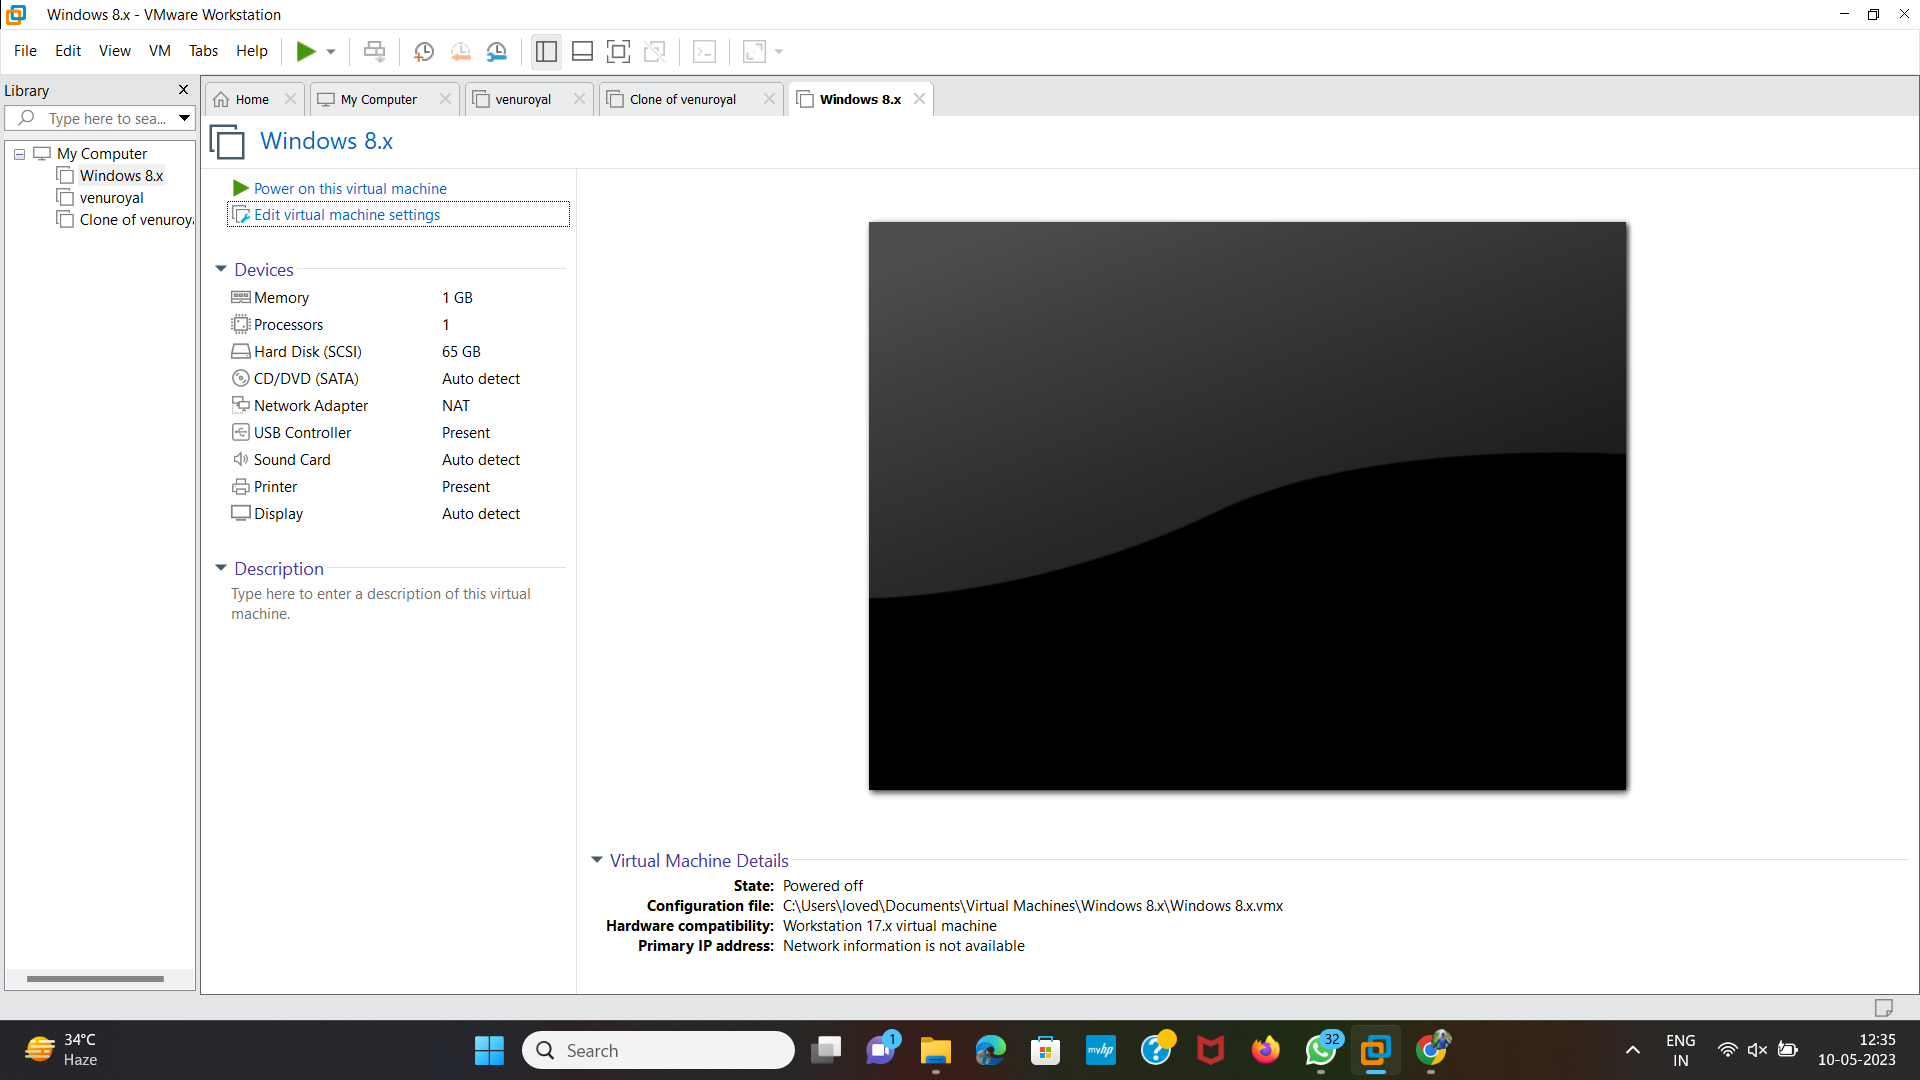 Windows 8.x - VMware Workstation
File Edit View VM Tabs Help
Library
Type here to sea...
My Computer
Windows 8.x
venuroyal
Clone of venuroya
Home
My Computer
venuroyal
Clone of venuroyal
Windows 8.x
Windows 8.x
Power on this virtual machine
Edit virtual machine settings
Devices
Memory 1 GB
Processors 1
Hard Disk (SCSI) 65 GB
CD/DVD (SATA) Auto detect
Network Adapter NAT
USB Controller Present
Sound Card Auto detect
Printer Present
Display Auto detect
Description
Type here to enter a description of this virtual
machine.
Virtual Machine Details
State: Powered off
Configuration file: C:\Users\loved\Documents\Virtual Machines\Windows 8.x\Windows 8.x.vmx
Hardware compatibility: Workstation 17.x virtual machine
Primary IP address: Network information is not available
34°C
Haze
Search
1
myhp
32
ENG
IN
12:35
10-05-2023